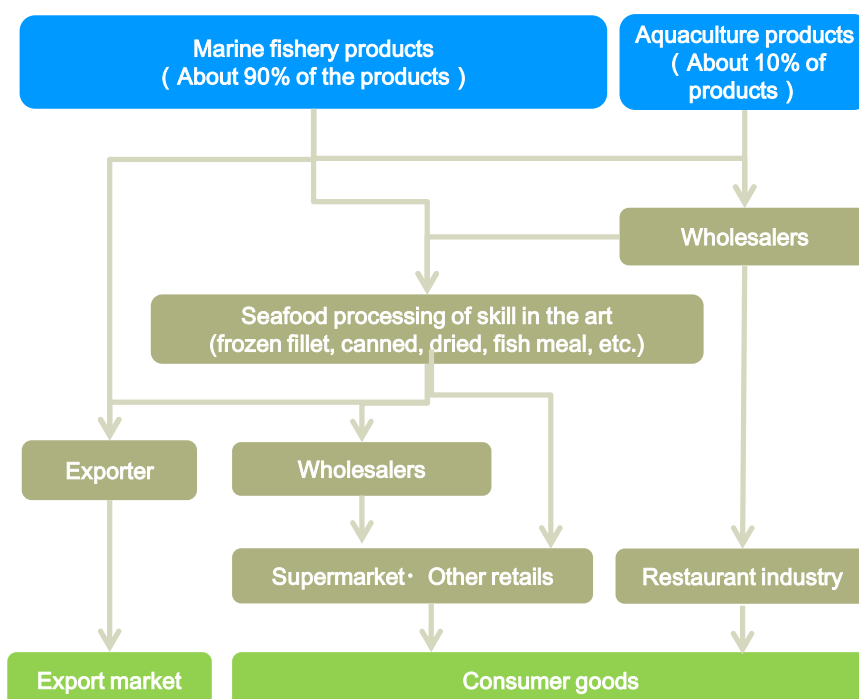 Marine fishery products
( About 90% of the products )
Aquaculture products
( About 10% of
products )
Wholesalers
Seafood processing of skill in the art
(frozen fillet, canned, dried, fish meal, etc.)
Exporter
Wholesalers
Supermarket· Other retails
Restaurant industry
Export market
Consumer goods